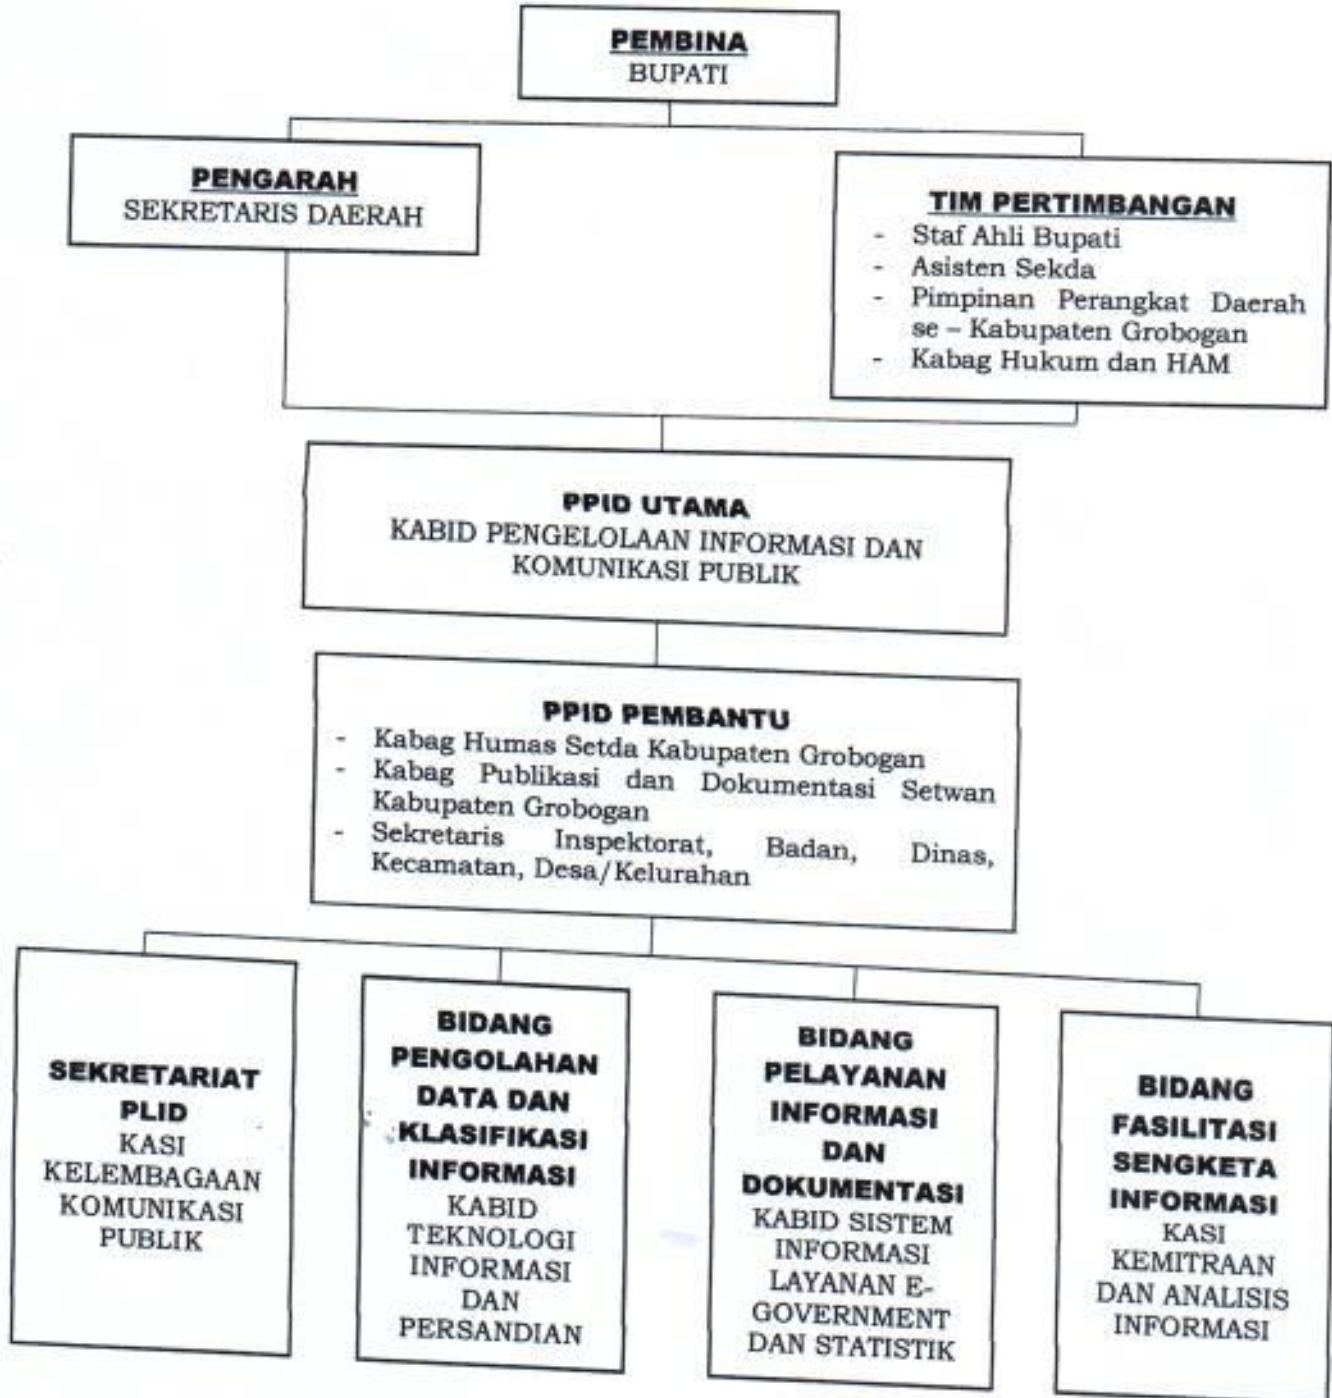 PEMBINA
BUPATI
PENGARAH
SEKRETARIS DAERAH
TIM PERTIMBANGAN
- Staf Ahli Bupati
- Asisten Sekda
- Pimpinan Perangkat Daerah
se – Kabupaten Grobogan
- Kabag Hukum dan HAM
PPID UTAMA
KABID PENGELOLAAN INFORMASI DAN
KOMUNIKASI PUBLIK
PPID PEMBANTU
- Kabag Humas Setda Kabupaten Grobogan
- Kabag Publikasi dan Dokumentasi Setwan
Kabupaten Grobogan
- Sekretaris Inspektorat, Badan, Dinas,
Kecamatan, Desa/Kelurahan
SEKRETARIAT
PLID
KASI
KELEMBAGAAN
KOMUNIKASI
PUBLIK
BIDANG
PENGOLAHAN
DATA DAN
KLASIFIKASI
INFORMASI
KABID
TEKNOLOGI
INFORMASI
DAN
PERSANDIAN
BIDANG
PELAYANAN
INFORMASI
DAN
DOKUMENTASI
KABID SISTEM
INFORMASI
LAYANAN E-
GOVERNMENT
DAN STATISTIK
BIDANG
FASILITASI
SENGKETA
INFORMASI
KASI
KEMITRAAN
DAN ANALISIS
INFORMASI